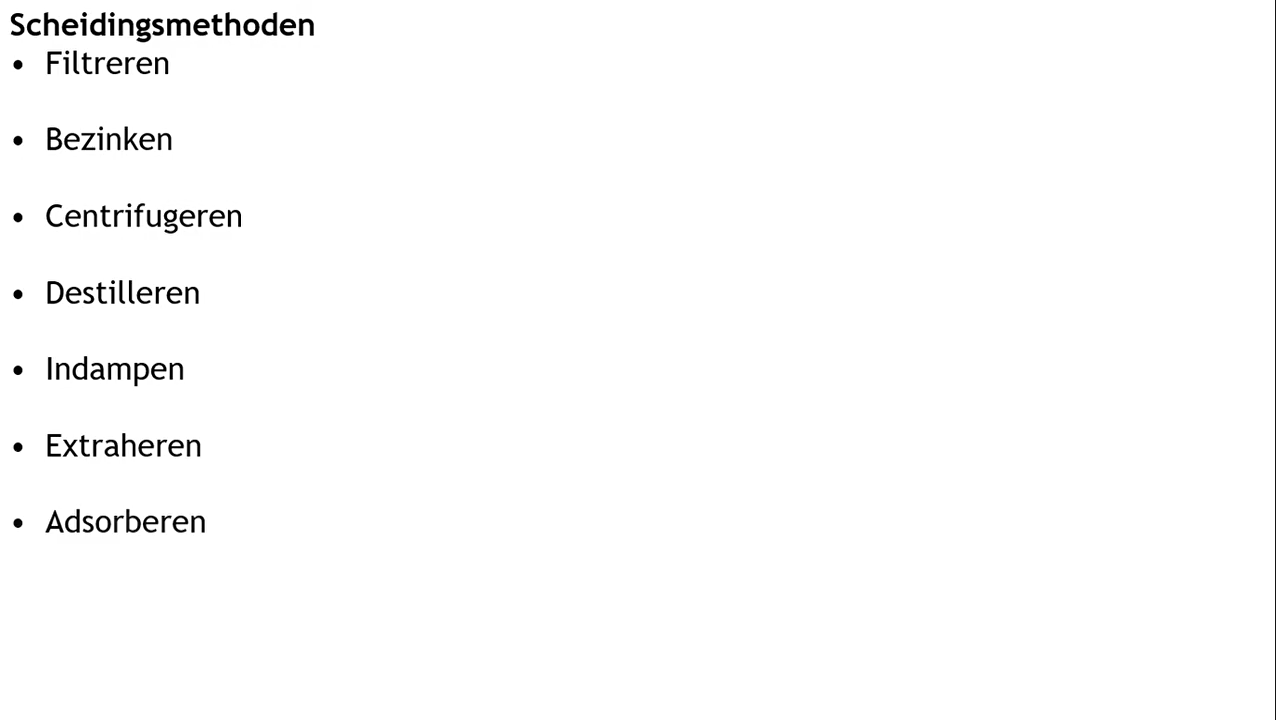 Scheidingsmethoden
• Filtreren
• Bezinken
• Centrifugeren
• Destilleren
• Indampen
• Extraheren
• Adsorberen